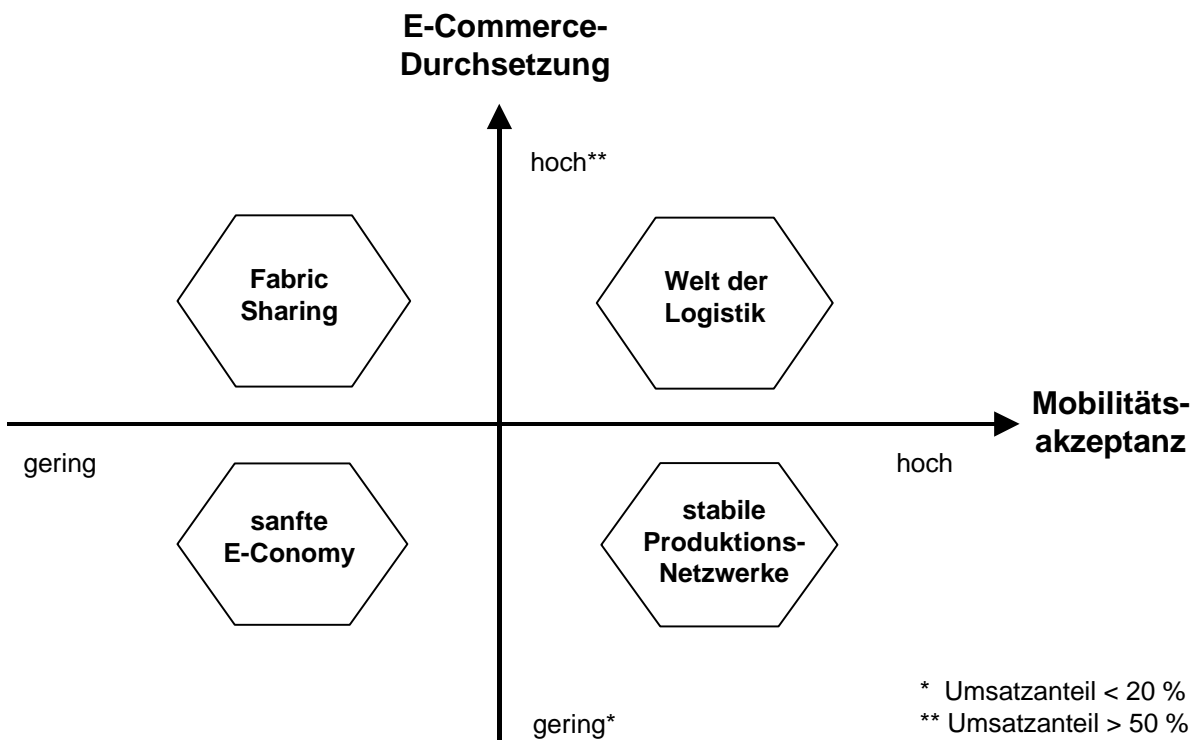 E-Commerce-
Durchsetzung
hoch**
Fabric
Sharing
Welt der
Logistik
Mobilitäts-
akzeptanz
gering
hoch
sanfte
E-Conomy
stabile
Produktions-
Netzwerke
* Umsatzanteil < 20 %
gering*
** Umsatzanteil > 50 %